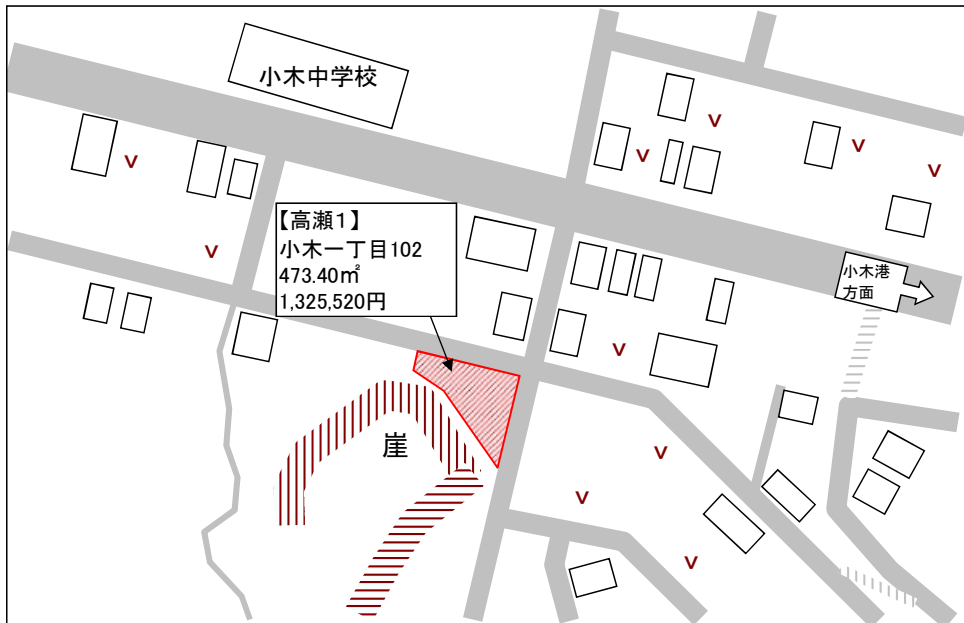 小木中学校
【高瀬1】
小木一丁目102
473.40㎡
1,325,520円
小木港
方面
崖